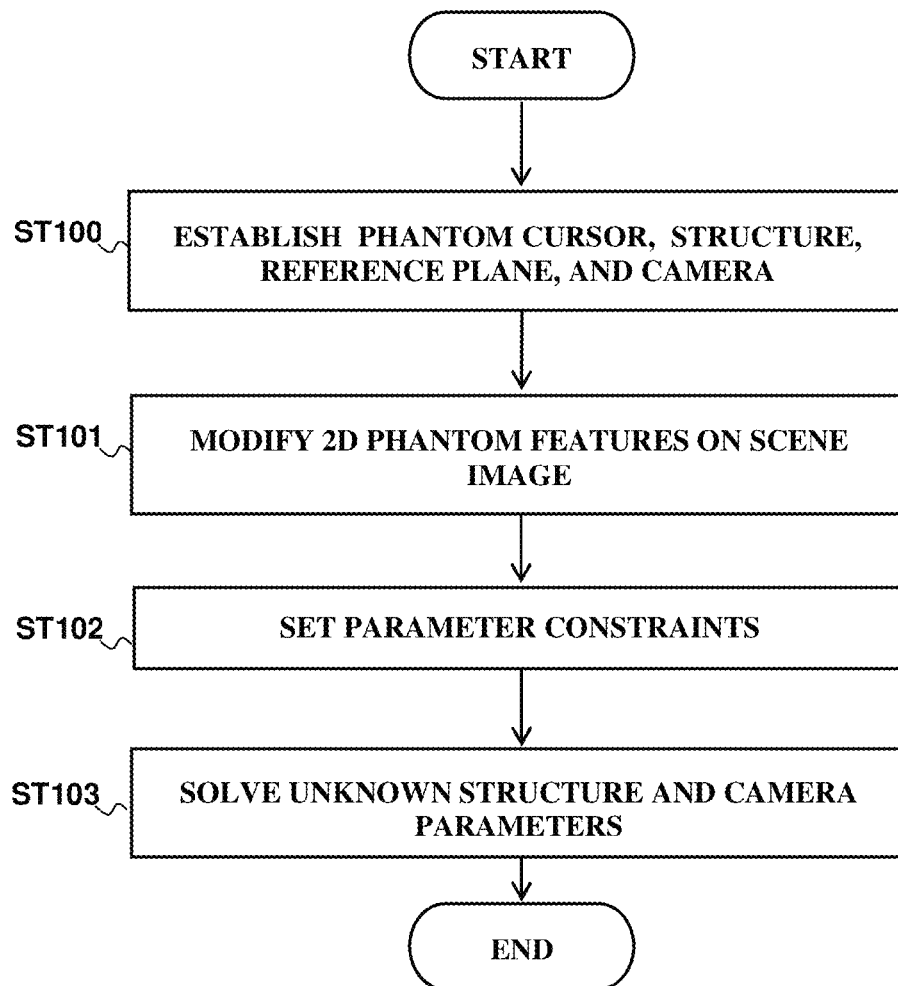 START
ST100
ESTABLISH PHANTOM CURSOR, STRUCTURE,
REFERENCE PLANE, AND CAMERA
ST101
MODIFY 2D PHANTOM FEATURES ON SCENE
IMAGE
ST102
SET PARAMETER CONSTRAINTS
ST103
SOLVE UNKNOWN STRUCTURE AND CAMERA
PARAMETERS
END